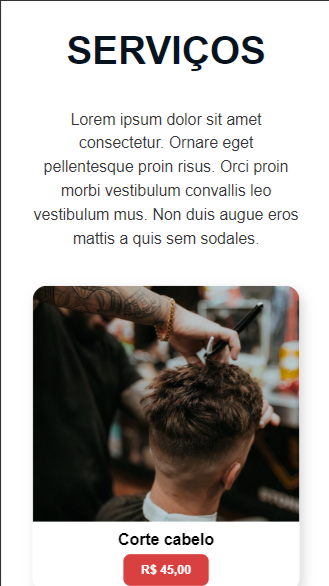 SERVIÇOS
Lorem ipsum dolor sit amet
consectetur. Ornare eget
pellentesque proin risus. Orci proin
morbi vestibulum convallis leo
vestibulum mus. Non duis augue eros
mattis a quis sem sodales.
Corte cabelo
R$ 45,00